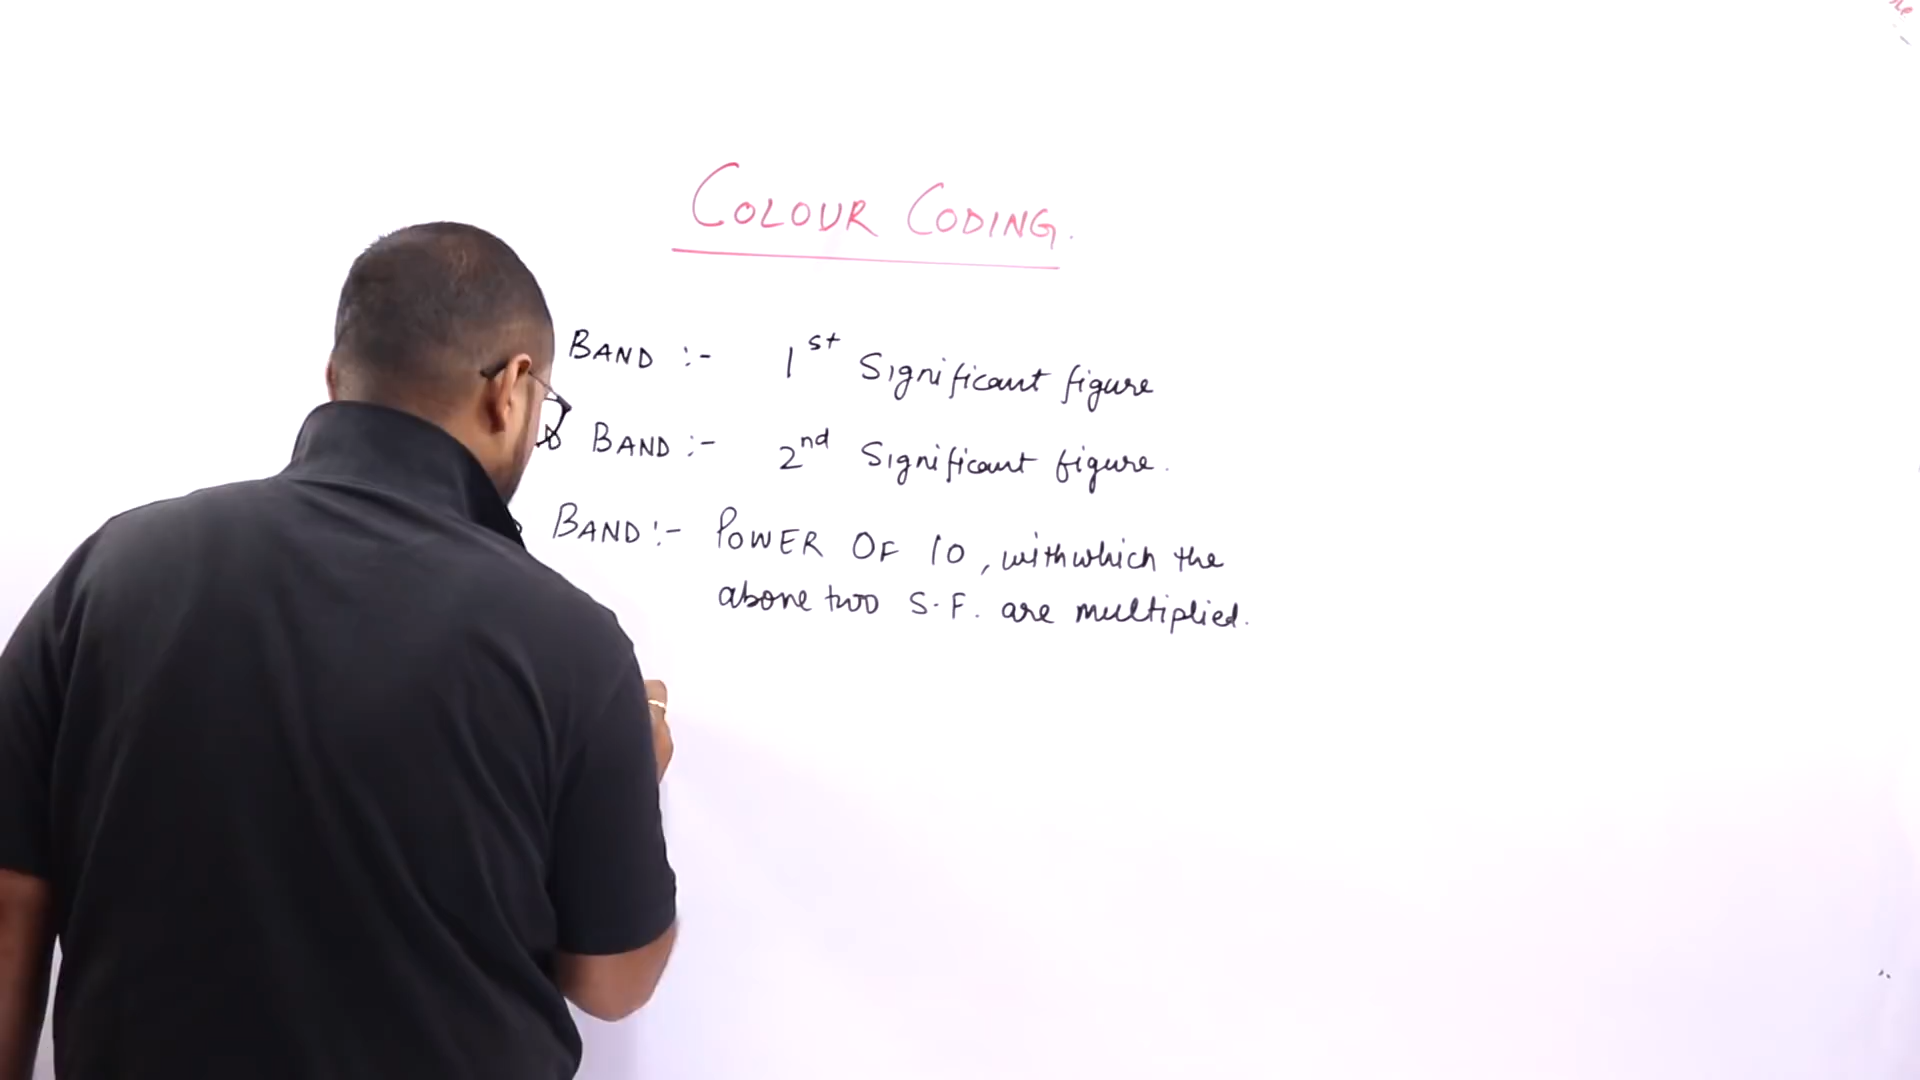 COLOUR CODING.
BAND :- 1st Significant figure
BAND :- 2nd Significant figure.
BAND :- POWER OF 10, with which the
above two S.F. are multiplied.